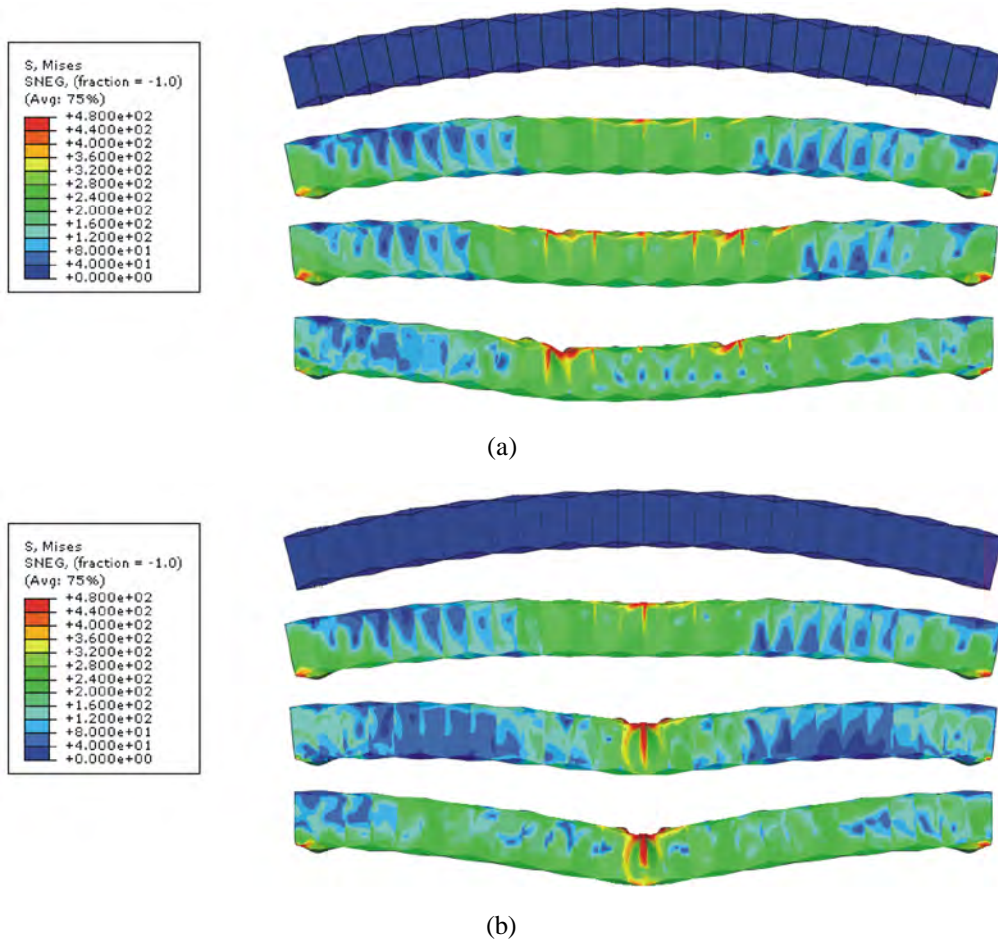 S, Mises
SNEG, (fraction = -1.0)
(Avg: 75%)
+4.800e+02
+4.400e+02
+4.000e+02
+3.600e+02
+3.200e+02
+2.800e+02
+2.400e+02
+2.000e+02
+1.600e+02
+1.200e+02
+8.000e+01
+4.000e+01
+0.000e+00
(a)
S, Mises
SNEG, (fraction = -1.0)
(Avg: 75%)
+4.800e+02
+4.400e+02
+4.000e+02
+3.600e+02
+3.200e+02
+2.800e+02
+2.400e+02
+2.000e+02
+1.600e+02
+1.200e+02
+8.000e+01
+4.000e+01
+0.000e+00
(b)